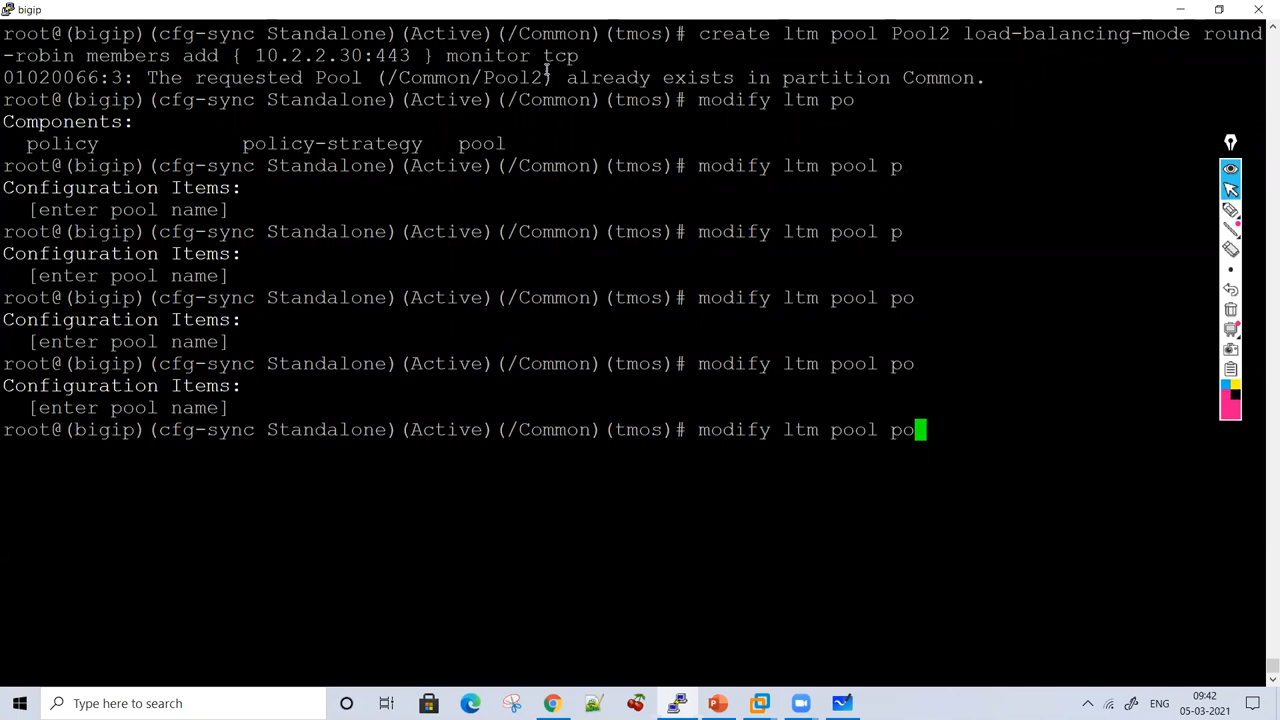 bigip
root@(bigip)(cfg-sync Standalone)(Active)(/Common)(tmos)# create ltm pool Pool2 load-balancing-mode round
-robin members add { 10.2.2.30:443 } monitor tcp
01020066:3: The requested Pool (/Common/Pool2) already exists in partition Common.
root@(bigip)(cfg-sync Standalone)(Active)(/Common)(tmos)# modify ltm po
Components:
policy policy-strategy pool
root@(bigip)(cfg-sync Standalone)(Active)(/Common)(tmos)# modify ltm pool p
Configuration Items:
[enter pool name]
root@(bigip)(cfg-sync Standalone)(Active)(/Common)(tmos)# modify ltm pool p
Configuration Items:
[enter pool name]
root@(bigip)(cfg-sync Standalone)(Active)(/Common)(tmos)# modify ltm pool po
Configuration Items:
[enter pool name]
root@(bigip)(cfg-sync Standalone)(Active)(/Common)(tmos)# modify ltm pool po
Configuration Items:
[enter pool name]
root@(bigip)(cfg-sync Standalone)(Active)(/Common)(tmos)# modify ltm pool po
Type here to search
ENG
09:42
05-03-2021